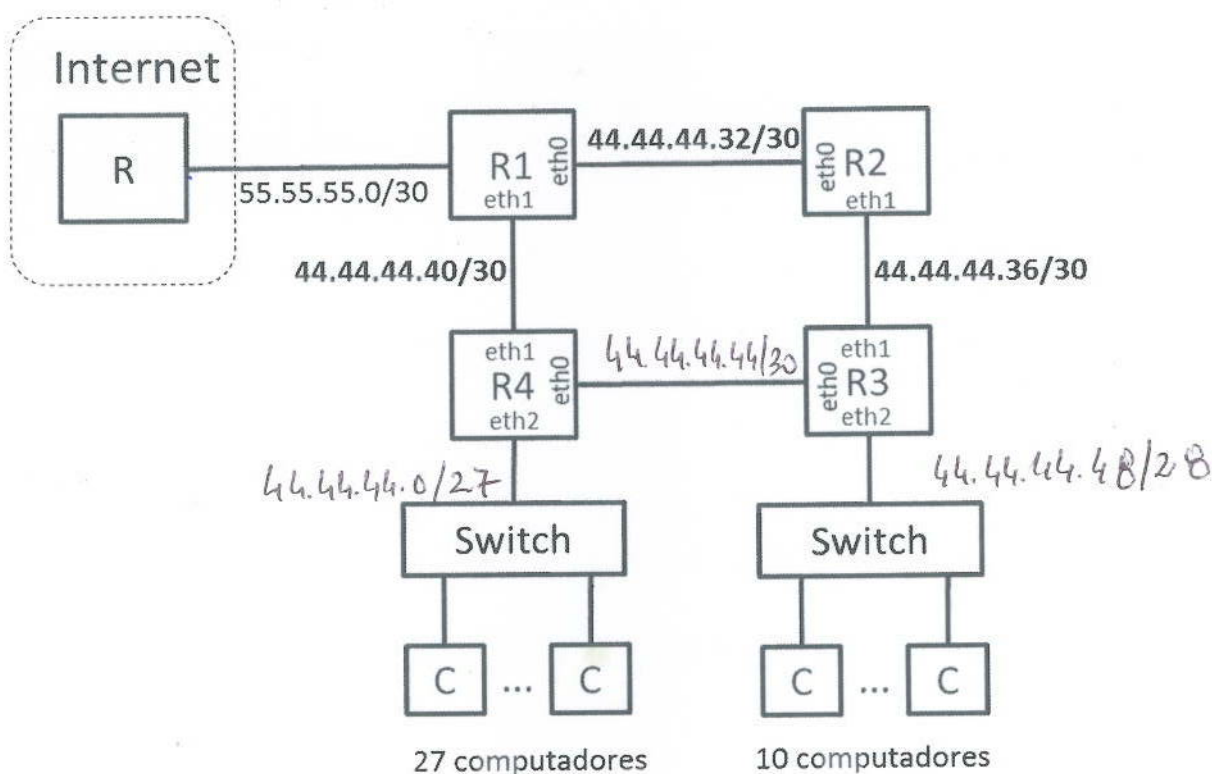 Internet
R
55.55.55.0/30
R1
eth0
eth1
44.44.44.32/30
eth0
R2
eth1
44.44.44.40/30
44.44.44.36/30
eth1
R4
eth0
eth2
44.44.44.44/30
eth1
eth0
R3
eth2
44.44.44.0/27
44.44.44.48/28
Switch
Switch
C ... C
C ... C
27 computadores
10 computadores